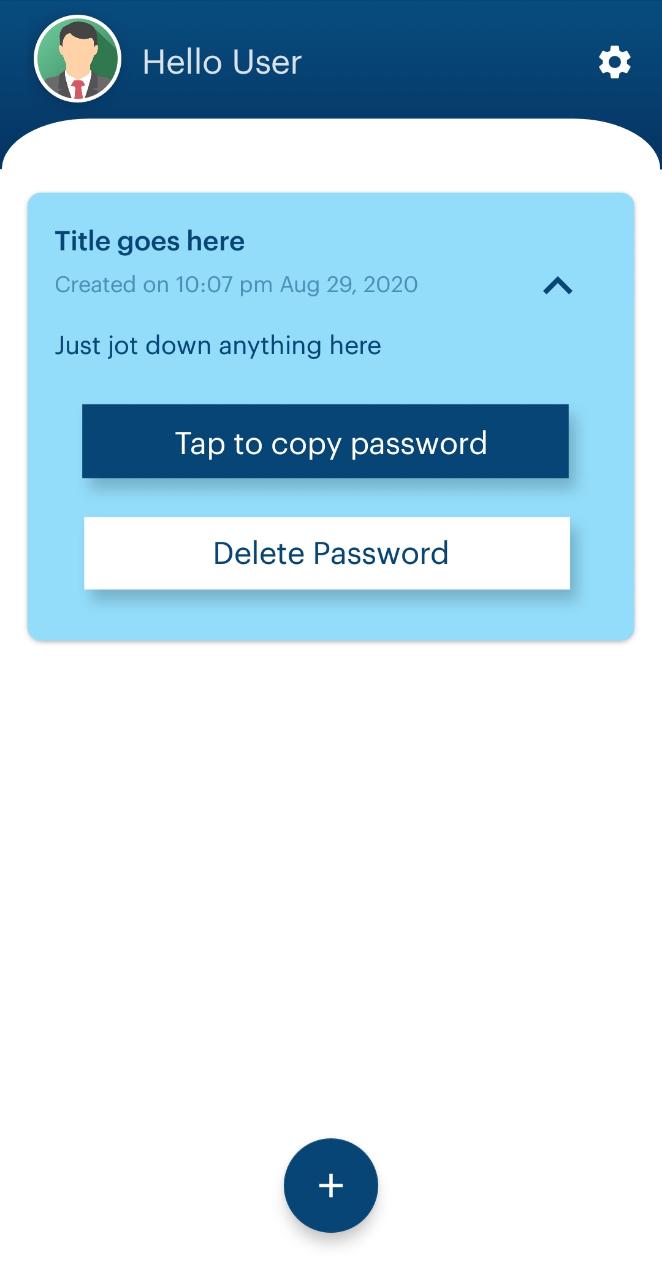 Hello User
Title goes here
Created on 10:07 pm Aug 29, 2020
Just jot down anything here
Tap to copy password
Delete Password
+